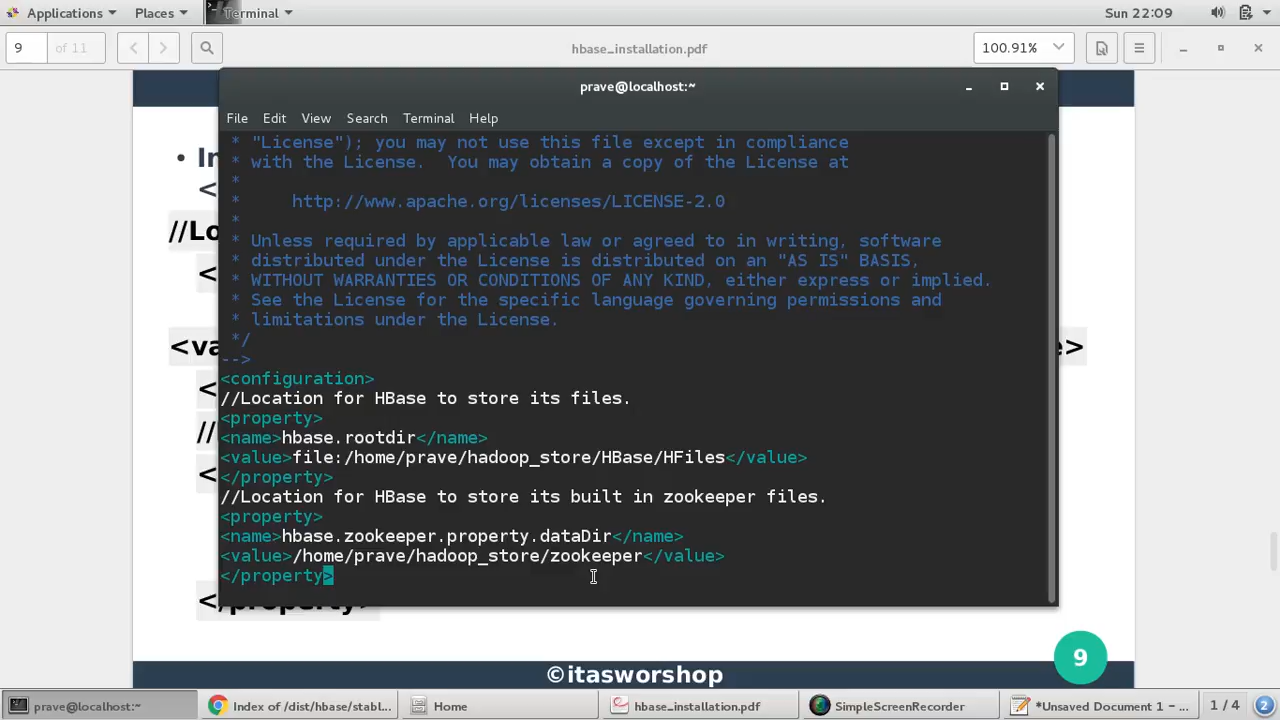 Applications Places Terminal Sun 22:09
9 of 11 hbase_installation.pdf 100.91%
prave@localhost:~
File Edit View Search Terminal Help
* "License"); you may not use this file except in compliance
* with the License.  You may obtain a copy of the License at
*
*     http://www.apache.org/licenses/LICENSE-2.0
*
* Unless required by applicable law or agreed to in writing, software
* distributed under the License is distributed on an "AS IS" BASIS,
* WITHOUT WARRANTIES OR CONDITIONS OF ANY KIND, either express or implied.
* See the License for the specific language governing permissions and
* limitations under the License.
*/
-->
<configuration>
//Location for HBase to store its files.
<property>
<name>hbase.rootdir</name>
<value>file:/home/prave/hadoop_store/HBase/HFiles</value>
</property>
//Location for HBase to store its built in zookeeper files.
<property>
<name>hbase.zookeeper.property.dataDir</name>
<value>/home/prave/hadoop_store/zookeeper</value>
</property>
©itasworshop
9
prave@localhost:~ Index of /dist/hbase/stabl... Home hbase_installation.pdf SimpleScreenRecorder *Unsaved Document 1 - ... 1 / 4 2